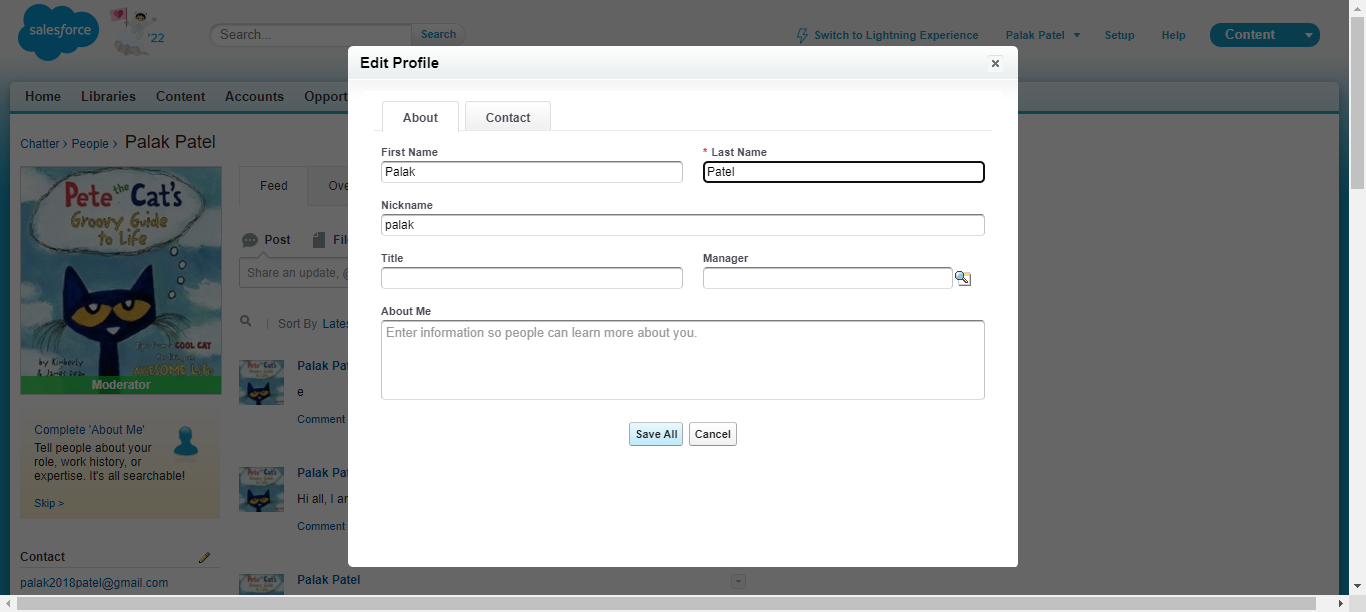 salesforce
'22
Search...
Search
Switch to Lightning Experience
Palak Patel
Setup
Help
Content
Home Libraries Content Accounts Opport
Chatter › People › Palak Patel
Edit Profile
About
Contact
First Name
* Last Name
Palak
Patel
Nickname
palak
Title
Manager
About Me
Enter information so people can learn more about you.
Save All
Cancel
Pete the Cat's
Groovy Guide
to Life
COOL CAT
AWESOME Life
by Kimberly
& James Dean
Moderator
Feed
Ove
Post
Fil
Share an update, @
Sort By Lates
Palak Pat
e
Comment
Palak Pat
Hi all, I ar
Comment
Palak Patel
Complete 'About Me'
Tell people about your
role, work history, or
expertise. It's all searchable!
Skip >
Contact
palak2018patel@gmail.com